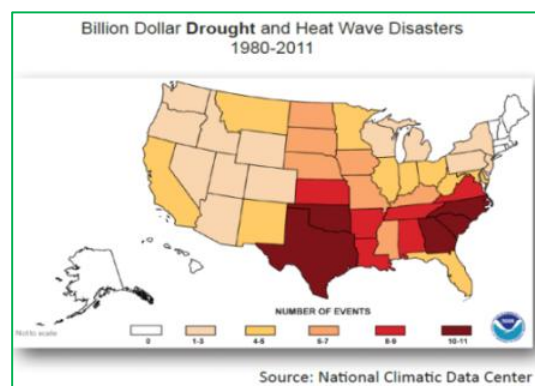 Billion Dollar Drought and Heat Wave Disasters
1980-2011
NUMBER OF EVENTS
Not to scale
0 1-3 4-5 6-7 8-9 10-11
Source: National Climatic Data Center